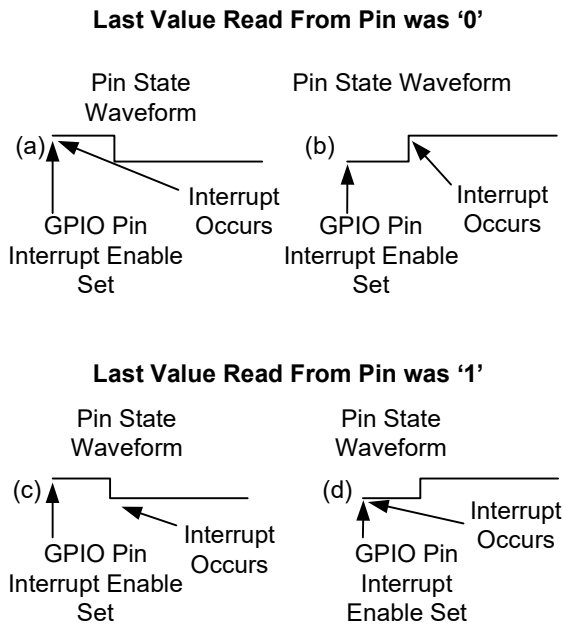 Last Value Read From Pin was ‘0’
Pin State
Waveform
Pin State Waveform
(a)
(b)
Interrupt
Occurs
Interrupt
Occurs
GPIO Pin
Interrupt Enable
Set
GPIO Pin
Interrupt Enable
Set
Last Value Read From Pin was ‘1’
Pin State
Waveform
Pin State
Waveform
(c)
(d)
Interrupt
Occurs
Interrupt
Occurs
GPIO Pin
Interrupt Enable
Set
GPIO Pin
Interrupt
Enable Set